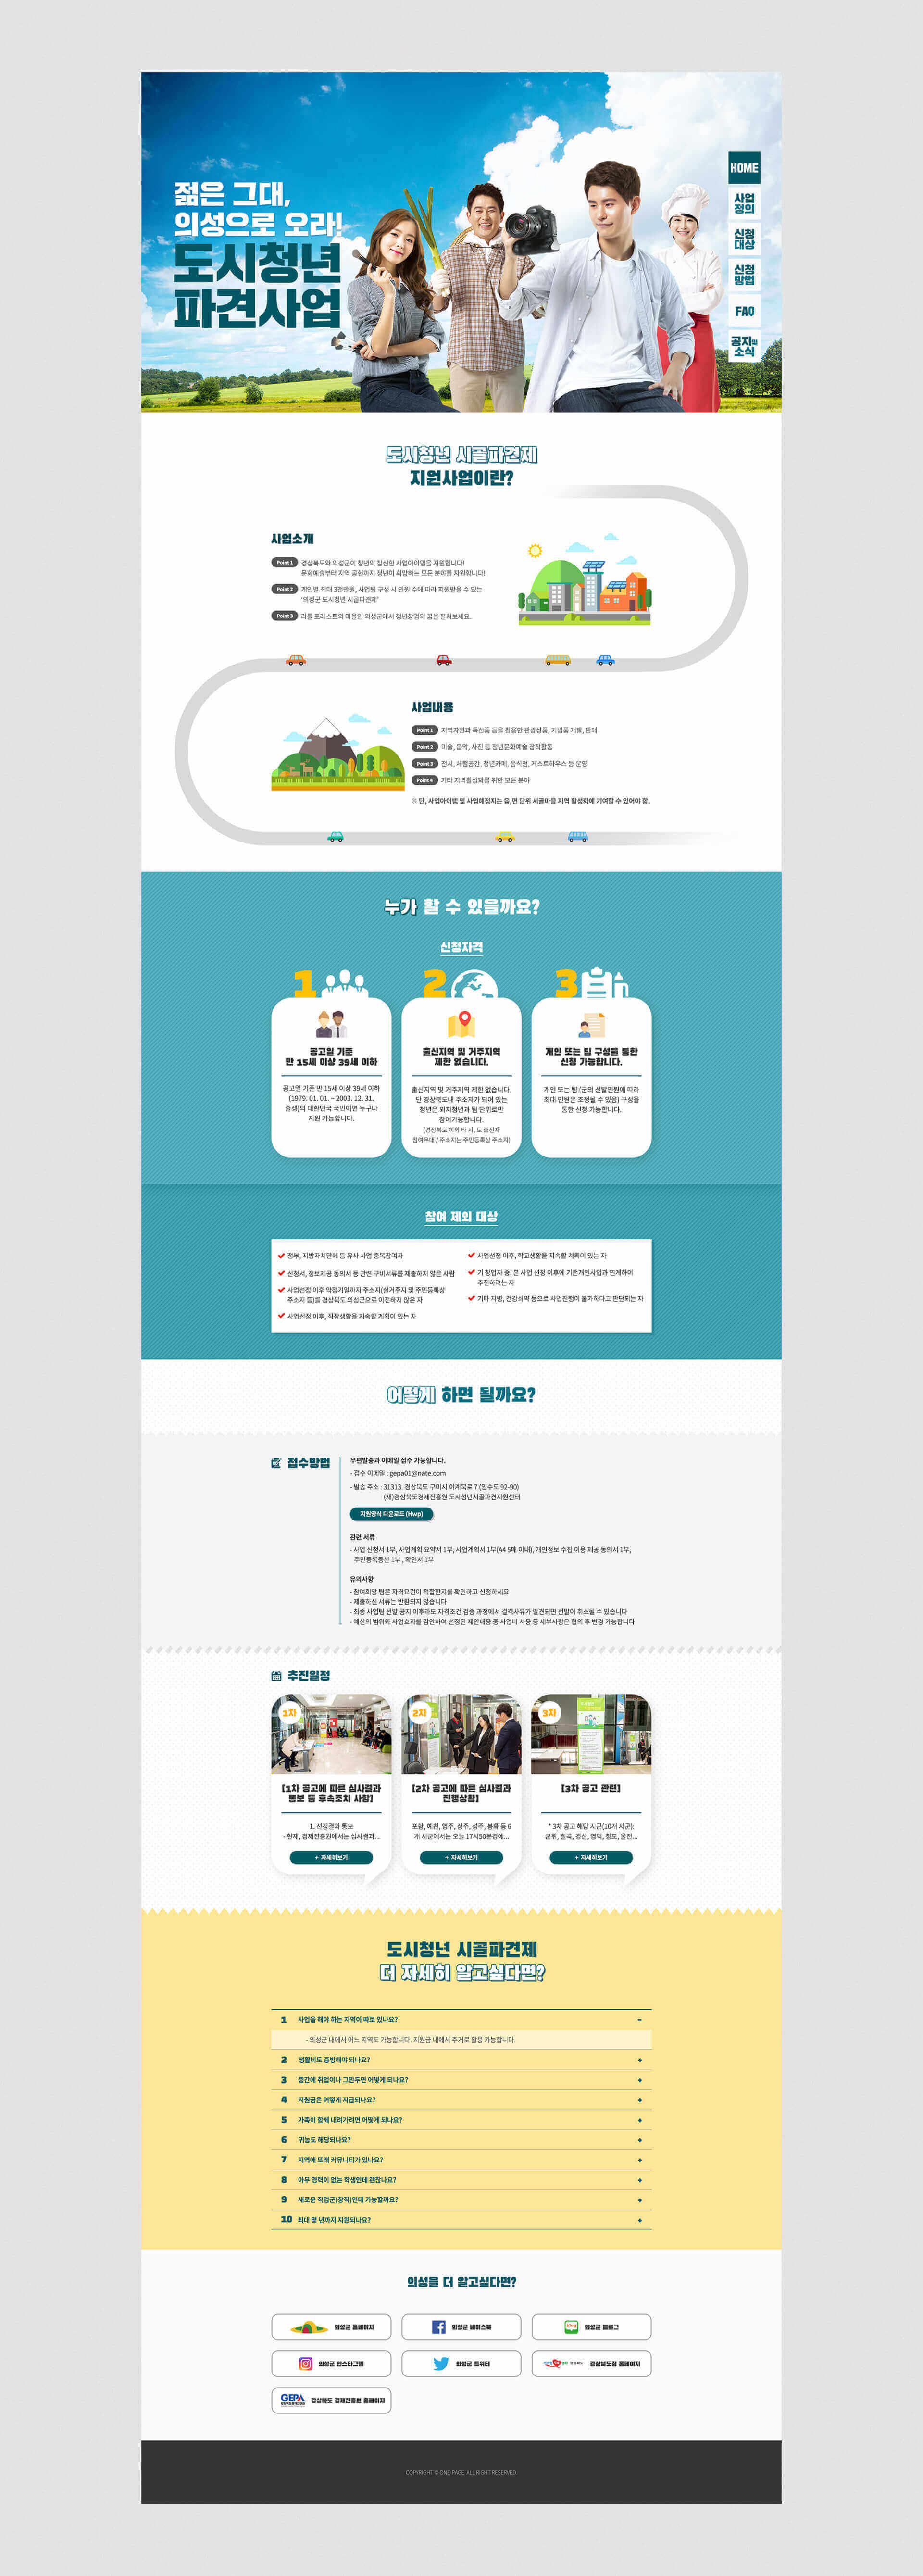 젊은 그대,
의성으로 오라!
도시청년
파견사업
HOME
사업
정의
신청
대상
신청
방법
FAQ
공지및
소식
도시청년 시골파견제
지원사업이란?
사업소개
Point 1 경상북도와 의성군이 청년의 참신한 사업아이템을 지원합니다!
문화예술부터 지역 공헌까지 청년이 희망하는 모든 분야를 지원합니다!
Point 2 개인별 최대 3천만원, 사업팀 구성 시 인원 수에 따라 지원받을 수 있는
'의성군 도시청년 시골파견제'
Point 3 리틀 포레스트의 마을인 의성군에서 청년창업의 꿈을 펼쳐보세요.
사업내용
Point 1 지역자원과 특산품 등을 활용한 관광상품, 기념품 개발, 판매
Point 2 미술, 음악, 사진 등 청년문화예술 창작활동
Point 3 전시, 체험공간, 청년카페, 음식점, 게스트하우스 등 운영
Point 4 기타 지역활성화를 위한 모든 분야
※ 단, 사업아이템 및 사업예정지는 읍,면 단위 시골마을 지역 활성화에 기여할 수 있어야 함.
누가 할 수 있을까요?
신청자격
1
공고일 기준
만 15세 이상 39세 이하
공고일 기준 만 15세 이상 39세 이하
(1979. 01. 01. ~ 2003. 12. 31.
출생)의 대한민국 국민이면 누구나
지원 가능합니다.
2
출신지역 및 거주지역
제한 없습니다.
출신지역 및 거주지역 제한 없습니다.
단 경상북도내 주소지가 되어 있는
청년은 외지청년과 팀 단위로만
참여가능합니다.
(경상북도 이외 타 시, 도 출신자
참여우대 / 주소지는 주민등록상 주소지)
3
개인 또는 팀 구성을 통한
신청 가능합니다.
개인 또는 팀 (군의 선발인원에 따라
최대 인원은 조정될 수 있음) 구성을
통한 신청 가능합니다.
참여 제외 대상
정부, 지방자치단체 등 유사 사업 중복참여자
신청서, 정보제공 동의서 등 관련 구비서류를 제출하지 않은 사람
사업선정 이후 약정기일까지 주소지(실거주지 및 주민등록상
주소지 등)를 경상북도 의성군으로 이전하지 않은 자
사업선정 이후, 직장생활을 지속할 계획이 있는 자
사업선정 이후, 학교생활을 지속할 계획이 있는 자
기 창업자 중, 본 사업 선정 이후에 기존개인사업과 연계하여
추진하려는 자
기타 지병, 건강쇠약 등으로 사업진행이 불가하다고 판단되는 자
어떻게 하면 될까요?
접수방법
우편발송과 이메일 접수 가능합니다.
- 접수 이메일 : gepa01@nate.com
- 발송 주소 : 31313. 경상북도 구미시 이계북로 7 (임수도 92-90)
(재)경상북도경제진흥원 도시청년시골파견지원센터
지원양식 다운로드 (Hwp)
관련 서류
- 사업 신청서 1부, 사업계획 요약서 1부, 사업계획서 1부(A4 5매 이내), 개인정보 수집 이용 제공 동의서 1부,
주민등록등본 1부 , 확인서 1부
유의사항
- 참여희망 팀은 자격요건이 적합한지를 확인하고 신청하세요
- 제출하신 서류는 반환되지 않습니다
- 최종 사업팀 선발 공지 이후라도 자격조건 검증 과정에서 결격사유가 발견되면 선발이 취소될 수 있습니다
- 예산의 범위와 사업효과를 감안하여 선정된 제안내용 중 사업비 사용 등 세부사항은 협의 후 변경 가능합니다
추진일정
1차
[1차 공고에 따른 심사결과
통보 등 후속조치 사항]
1. 선정결과 통보
- 현재, 경제진흥원에서는 심사결과...
+ 자세히보기
2차
[2차 공고에 따른 심사결과
진행상황]
포항, 예천, 영주, 상주, 성주, 봉화 등 6
개 시군에서는 오늘 17시50분경에...
+ 자세히보기
3차
[3차 공고 관련]
* 3차 공고 해당 시군(10개 시군):
군위, 칠곡, 경산, 영덕, 청도, 울진...
+ 자세히보기
도시청년 시골파견제
더 자세히 알고싶다면?
1 사업을 해야 하는 지역이 따로 있나요? -
- 의성군 내에서 어느 지역도 가능합니다. 지원금 내에서 주거로 활용 가능합니다.
2 생활비도 증빙해야 되나요? +
3 중간에 취업이나 그만두면 어떻게 되나요? +
4 지원금은 어떻게 지급되나요? +
5 가족이 함께 내려가려면 어떻게 되나요? +
6 귀농도 해당되나요? +
7 지역에 또래 커뮤니티가 있나요? +
8 아무 경력이 없는 학생인데 괜찮나요? +
9 새로운 직업군(창직)인데 가능할까요? +
10 최대 몇 년까지 지원되나요? +
의성을 더 알고싶다면?
의성군 홈페이지
의성군 페이스북
blog 의성군 블로그
의성군 인스타그램
의성군 트위터
경상북도청 홈페이지
GEPA 경상북도 경제진흥원 홈페이지
COPYRIGHT © ONE-PAGE ALL RIGHT RESERVED.